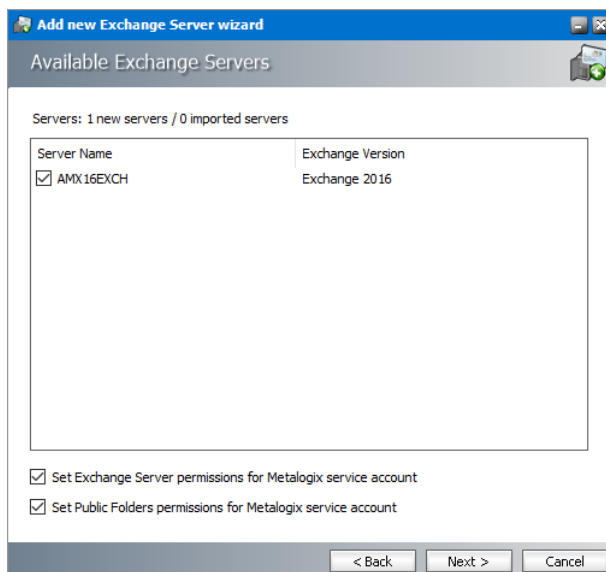 Add new Exchange Server wizard
Available Exchange Servers
Servers: 1 new servers / 0 imported servers
Server Name Exchange Version
AMX16EXCH Exchange 2016
Set Exchange Server permissions for Metalogix service account
Set Public Folders permissions for Metalogix service account
< Back Next > Cancel